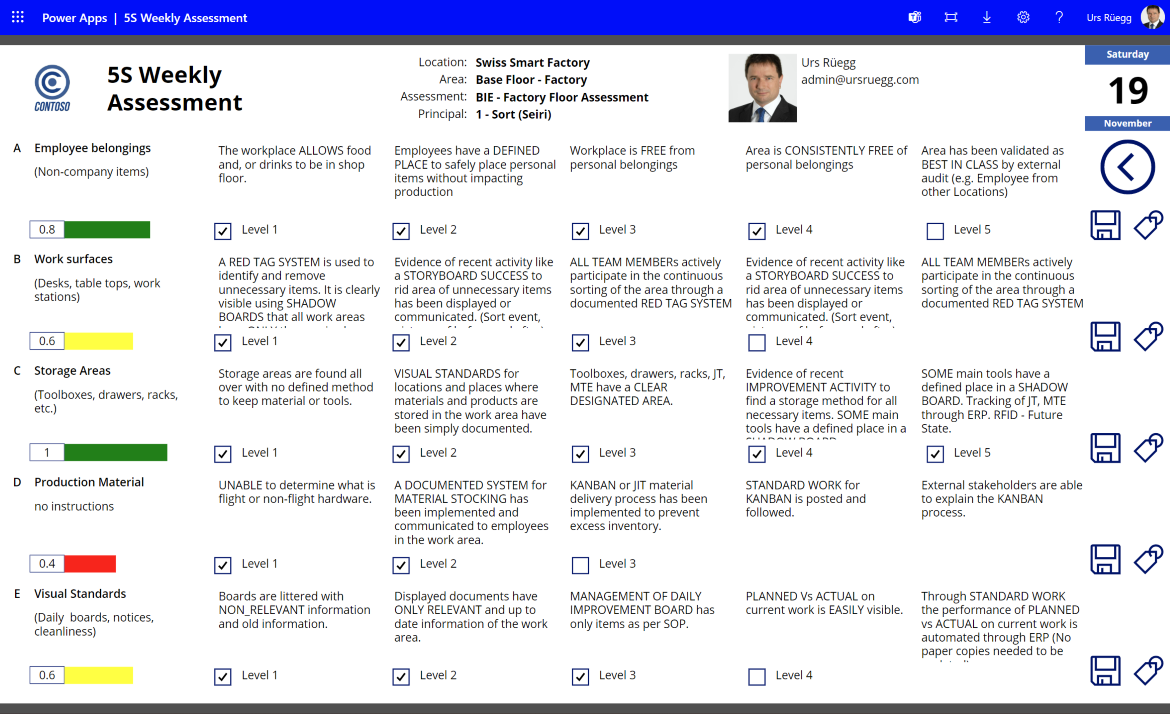 Power Apps | 5S Weekly Assessment
Urs Rüegg
CONTOSO
5S Weekly
Assessment
Location: Swiss Smart Factory
Area: Base Floor - Factory
Assessment: BIE - Factory Floor Assessment
Principal: 1 - Sort (Seiri)
Urs Rüegg
admin@ursruegg.com
Saturday
19
November
A Employee belongings
(Non-company items)
The workplace ALLOWS food
and, or drinks to be in shop
floor.
Employees have a DEFINED
PLACE to safely place personal
items without impacting
production
Workplace is FREE from
personal belongings
Area is CONSISTENTLY FREE of
personal belongings
Area has been validated as
BEST IN CLASS by external
audit (e.g. Employee from
other Locations)
0.8
Level 1
Level 2
Level 3
Level 4
Level 5
B Work surfaces
(Desks, table tops, work
stations)
A RED TAG SYSTEM is used to
identify and remove
unnecessary items. It is clearly
visible using SHADOW
BOARDS that all work areas
Evidence of recent activity like
a STORYBOARD SUCCESS to
rid area of unnecessary items
has been displayed or
communicated. (Sort event,
ALL TEAM MEMBERs actively
participate in the continuous
sorting of the area through a
documented RED TAG SYSTEM
Evidence of recent activity like
a STORYBOARD SUCCESS to
rid area of unnecessary items
has been displayed or
communicated. (Sort event,
ALL TEAM MEMBERs actively
participate in the continuous
sorting of the area through a
documented RED TAG SYSTEM
0.6
Level 1
Level 2
Level 3
Level 4
C Storage Areas
(Toolboxes, drawers, racks,
etc.)
Storage areas are found all
over with no defined method
to keep material or tools.
VISUAL STANDARDS for
locations and places where
materials and products are
stored in the work area have
been simply documented.
Toolboxes, drawers, racks, JT,
MTE have a CLEAR
DESIGNATED AREA.
Evidence of recent
IMPROVEMENT ACTIVITY to
find a storage method for all
necessary items. SOME main
tools have a defined place in a
SHADOW BOARD
SOME main tools have a
defined place in a SHADOW
BOARD. Tracking of JT, MTE
through ERP. RFID - Future
State.
1
Level 1
Level 2
Level 3
Level 4
Level 5
D Production Material
no instructions
UNABLE to determine what is
flight or non-flight hardware.
A DOCUMENTED SYSTEM for
MATERIAL STOCKING has
been implemented and
communicated to employees
in the work area.
KANBAN or JIT material
delivery process has been
implemented to prevent
excess inventory.
STANDARD WORK for
KANBAN is posted and
followed.
External stakeholders are able
to explain the KANBAN
process.
0.4
Level 1
Level 2
Level 3
E Visual Standards
(Daily boards, notices,
cleanliness)
Boards are littered with
NON_RELEVANT information
and old information.
Displayed documents have
ONLY RELEVANT and up to
date information of the work
area.
MANAGEMENT OF DAILY
IMPROVEMENT BOARD has
only items as per SOP.
PLANNED Vs ACTUAL on
current work is EASILY visible.
Through STANDARD WORK
the performance of PLANNED
vs ACTUAL on current work is
automated through ERP (No
paper copies needed to be
0.6
Level 1
Level 2
Level 3
Level 4